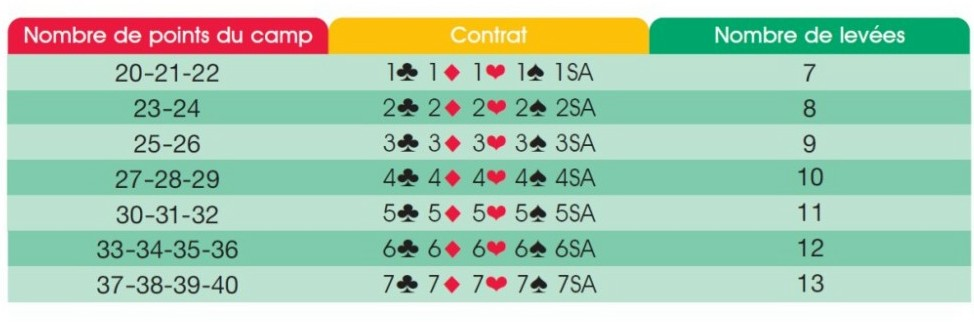 Nombre de points du camp Contrat Nombre de levées
20-21-22 1♣ 1♦ 1♥ 1♠ 1SA 7
23-24 2♣ 2♦ 2♥ 2♠ 2SA 8
25-26 3♣ 3♦ 3♥ 3♠ 3SA 9
27-28-29 4♣ 4♦ 4♥ 4♠ 4SA 10
30-31-32 5♣ 5♦ 5♥ 5♠ 5SA 11
33-34-35-36 6♣ 6♦ 6♥ 6♠ 6SA 12
37-38-39-40 7♣ 7♦ 7♥ 7♠ 7SA 13